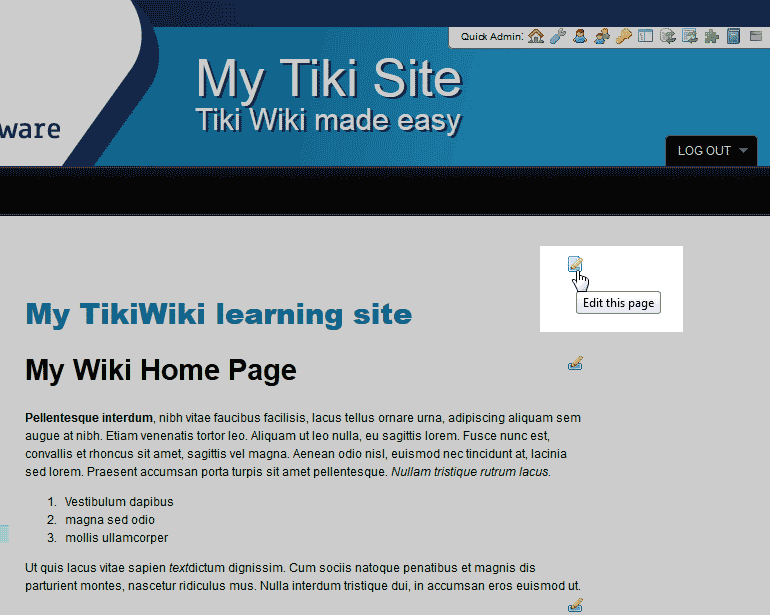 Quick Admin:
My Tiki Site
Tiki Wiki made easy
ware
LOG OUT
Edit this page
My TikiWiki learning site
My Wiki Home Page
Pellentesque interdum, nibh vitae faucibus facilisis, lacus tellus ornare urna, adipiscing aliquam sem
augue at nibh. Etiam venenatis tortor leo. Aliquam ut leo nulla, eu sagittis lorem. Fusce nunc est,
convallis et rhoncus sit amet, sagittis vel magna. Aenean odio nisl, euismod nec tincidunt at, lacinia
sed lorem. Praesent accumsan porta turpis sit amet pellentesque. Nullam tristique rutrum lacus.
1. Vestibulum dapibus
2. magna sed odio
3. mollis ullamcorper
Ut quis lacus vitae sapien textdictum dignissim. Cum sociis natoque penatibus et magnis dis
parturient montes, nascetur ridiculus mus. Nulla interdum tristique dui, in accumsan eros euismod ut.